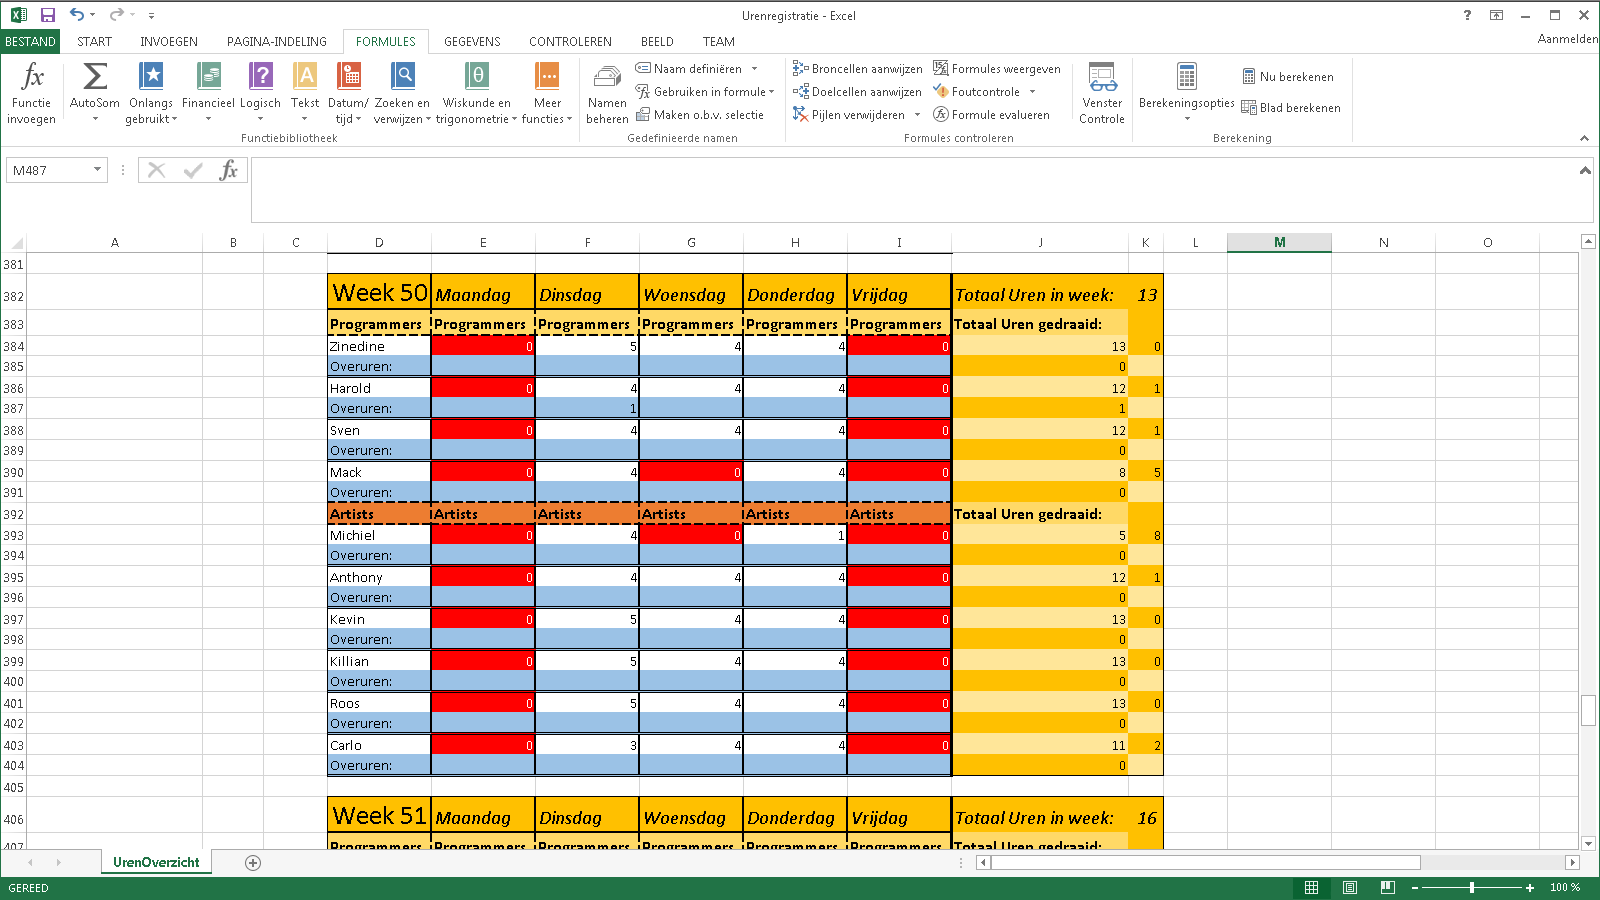 Urenregistratie - Excel
?
BESTAND START INVOEGEN PAGINA-INDELING FORMULES GEGEVENS CONTROLEREN BEELD TEAM Aanmelden
Functie invoegen
AutoSom
Onlangs gebruikt
Financieel
Logisch
Tekst
Datum/ tijd
Zoeken en verwijzen
Wiskunde en trigonometrie
Meer functies
Functiebibliotheek
Namen beheren
Naam definiëren
Gebruiken in formule
Maken o.b.v. selectie
Gedefinieerde namen
Broncellen aanwijzen
Doelcellen aanwijzen
Pijlen verwijderen
Formules weergeven
Foutcontrole
Formule evalueren
Formules controleren
Venster Controle
Berekeningsopties
Nu berekenen
Blad berekenen
Berekening
M487 fx
A B C D E F G H I J K L M N O
381
382 Week 50 Maandag Dinsdag Woensdag Donderdag Vrijdag Totaal Uren in week: 13
383 Programmers Programmers Programmers Programmers Programmers Programmers Totaal Uren gedraaid:
384 Zinedine 0 5 4 4 0 13 0
385 Overuren: 0
386 Harold 0 4 4 4 0 12 1
387 Overuren: 1 1
388 Sven 0 4 4 4 0 12 1
389 Overuren: 0
390 Mack 0 4 0 4 0 8 5
391 Overuren: 0
392 Artists Artists Artists Artists Artists Artists Totaal Uren gedraaid:
393 Michiel 0 4 0 1 0 5 8
394 Overuren: 0
395 Anthony 0 4 4 4 0 12 1
396 Overuren: 0
397 Kevin 0 5 4 4 0 13 0
398 Overuren: 0
399 Killian 0 5 4 4 0 13 0
400 Overuren: 0
401 Roos 0 5 4 4 0 13 0
402 Overuren: 0
403 Carlo 0 3 4 4 0 11 2
404 Overuren: 0
405
406 Week 51 Maandag Dinsdag Woensdag Donderdag Vrijdag Totaal Uren in week: 16
407 Programmers Programmers Programmers Programmers Programmers Programmers Totaal Uren gedraaid:
UrenOverzicht
GEREED 100 %